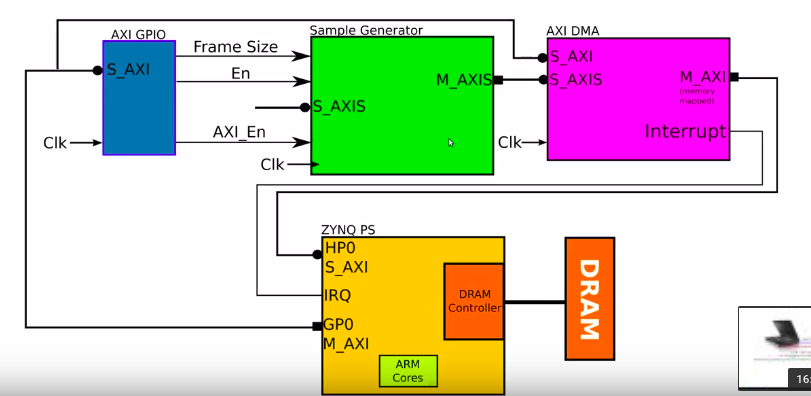 AXI GPIO
S_AXI
Clk
Frame Size
En
AXI_En
Sample Generator
M_AXIS
S_AXIS
Clk
AXI DMA
S_AXI
S_AXIS
M_AXI
(memory
mapped)
Interrupt
Clk
ZYNQ PS
HP0
S_AXI
IRQ
GP0
M_AXI
DRAM
Controller
ARM
Cores
DRAM